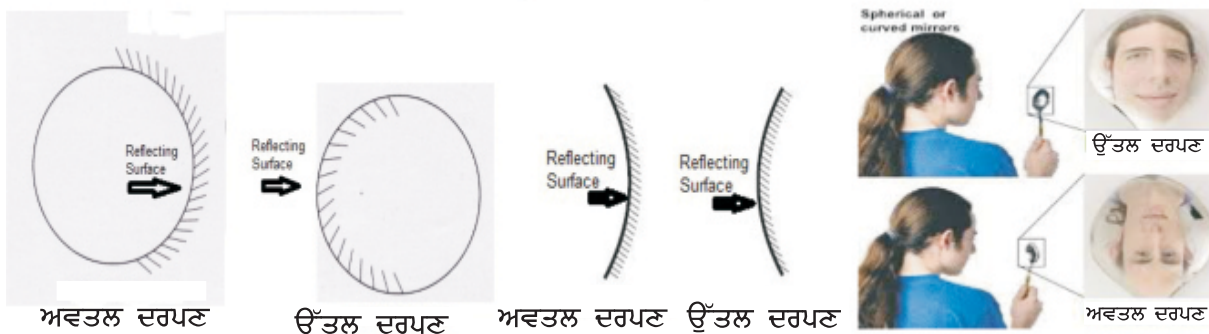 Reflecting
Surface
ਅਵਤਲ ਦਰਪਣ
Reflecting
Surface
ਉੱਤਲ ਦਰਪਣ
Reflecting
Surface
ਅਵਤਲ ਦਰਪਣ
Reflecting
Surface
ਉੱਤਲ ਦਰਪਣ
Spherical or
curved mirrors
ਉੱਤਲ ਦਰਪਣ
ਅਵਤਲ ਦਰਪਣ